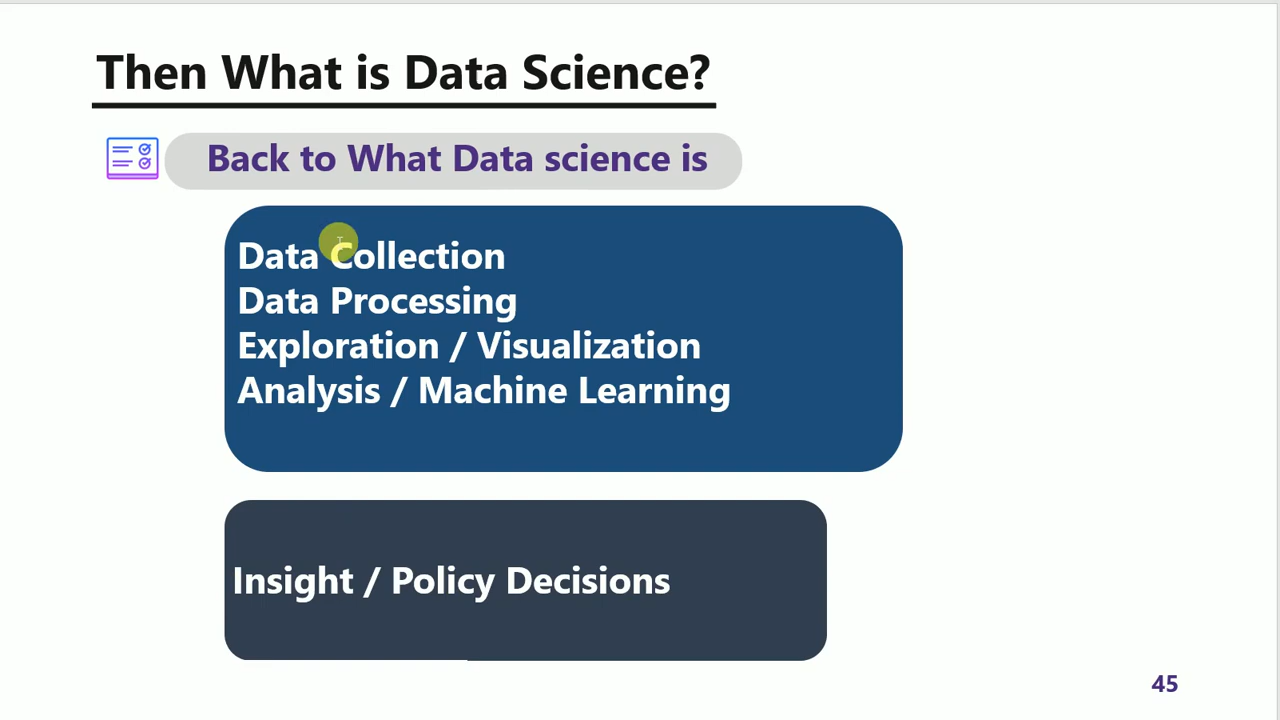 Then What is Data Science?
Back to What Data science is
Data Collection
Data Processing
Exploration / Visualization
Analysis / Machine Learning
Insight / Policy Decisions
45